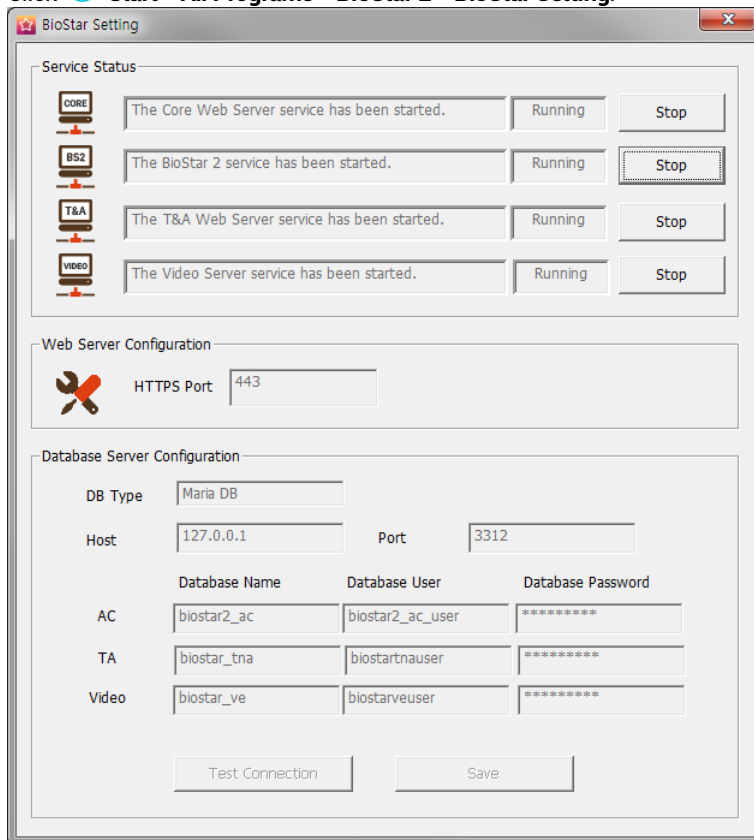 BioStar Setting
Service Status
CORE
The Core Web Server service has been started. Running Stop
BS2
The BioStar 2 service has been started. Running Stop
T&A
The T&A Web Server service has been started. Running Stop
VIDEO
The Video Server service has been started. Running Stop
Web Server Configuration
HTTPS Port 443
Database Server Configuration
DB Type Maria DB
Host 127.0.0.1 Port 3312
Database Name Database User Database Password
AC biostar2_ac biostar2_ac_user *********
TA biostar_tna biostartnauser *********
Video biostar_ve biostarveuser *********
Test Connection Save